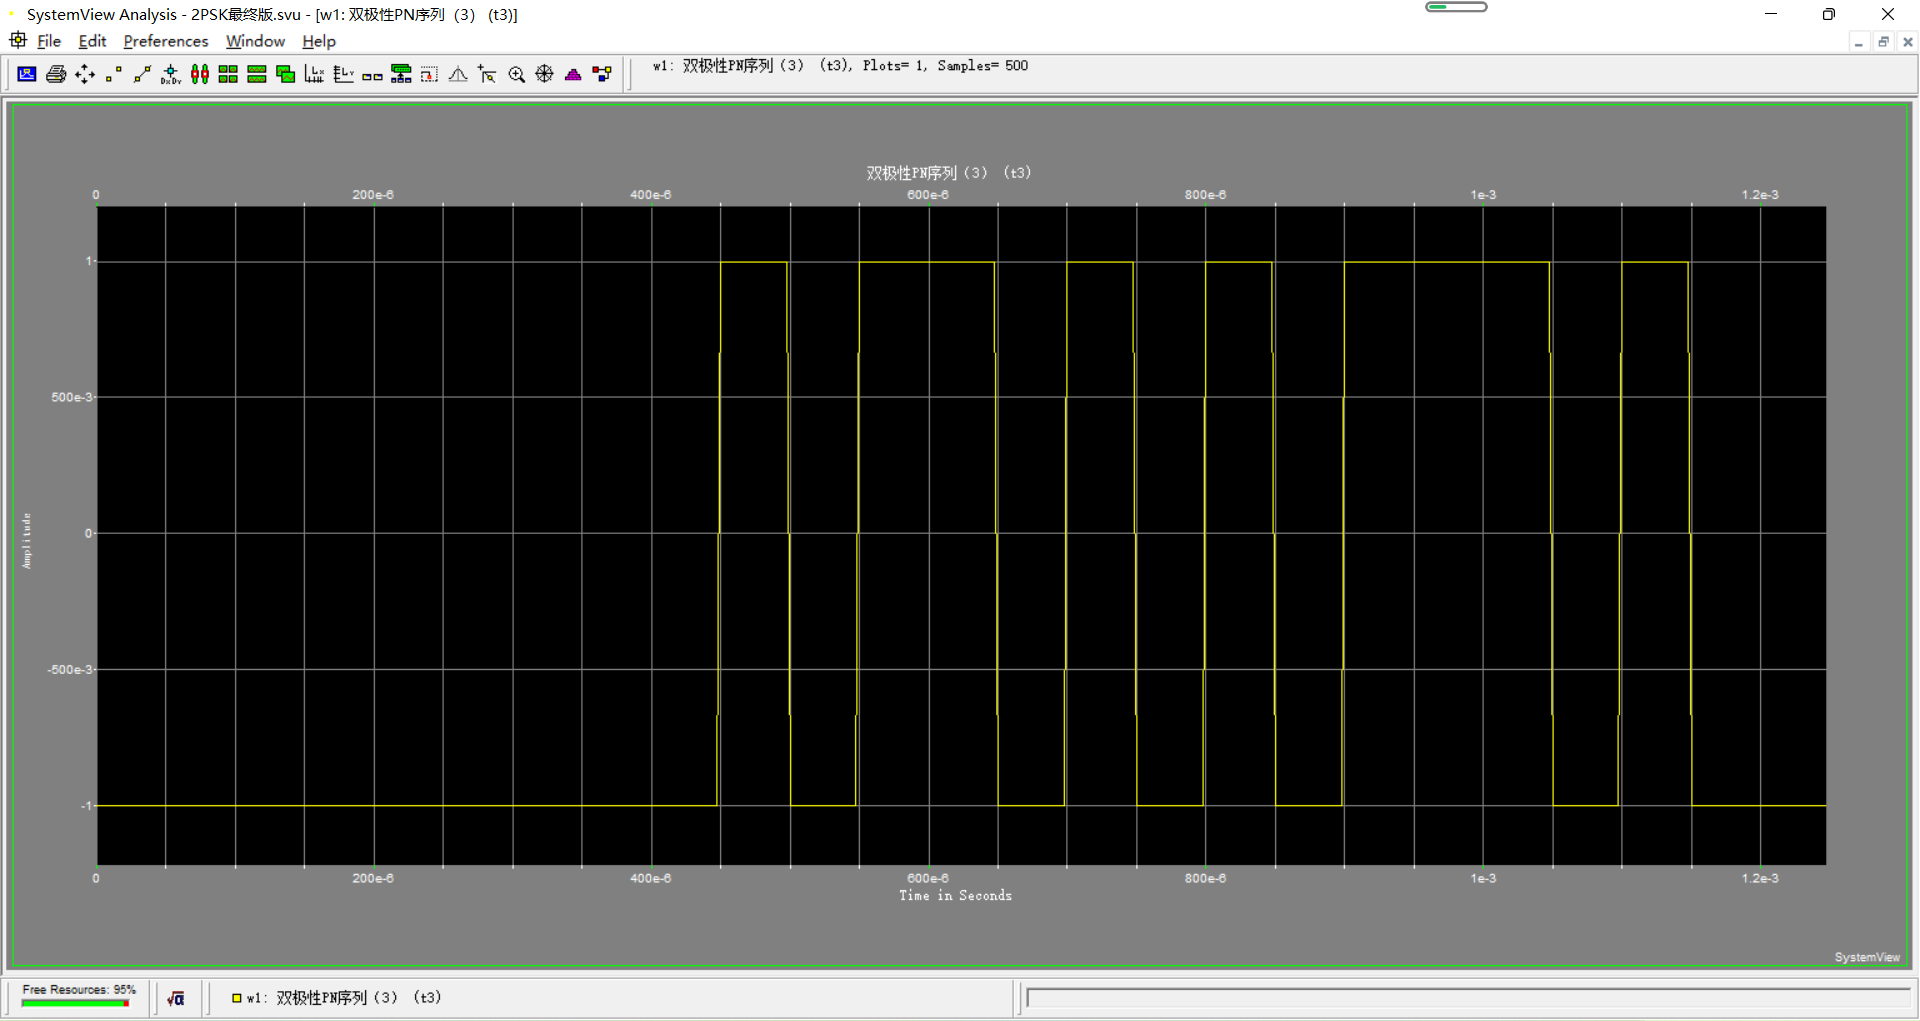 SystemView Analysis - 2PSK最终版.svu - [w1: 双极性PN序列（3） (t3)]
File Edit Preferences Window Help
w1: 双极性PN序列（3） (t3), Plots= 1, Samples= 500
双极性PN序列（3） (t3)
0 200e-6 400e-6 600e-6 800e-6 1e-3 1.2e-3
1
500e-3
0
-500e-3
-1
Amplitude
0 200e-6 400e-6 600e-6 800e-6 1e-3 1.2e-3
Time in Seconds
SystemView
Free Resources: 95%
√α
w1: 双极性PN序列（3） (t3)